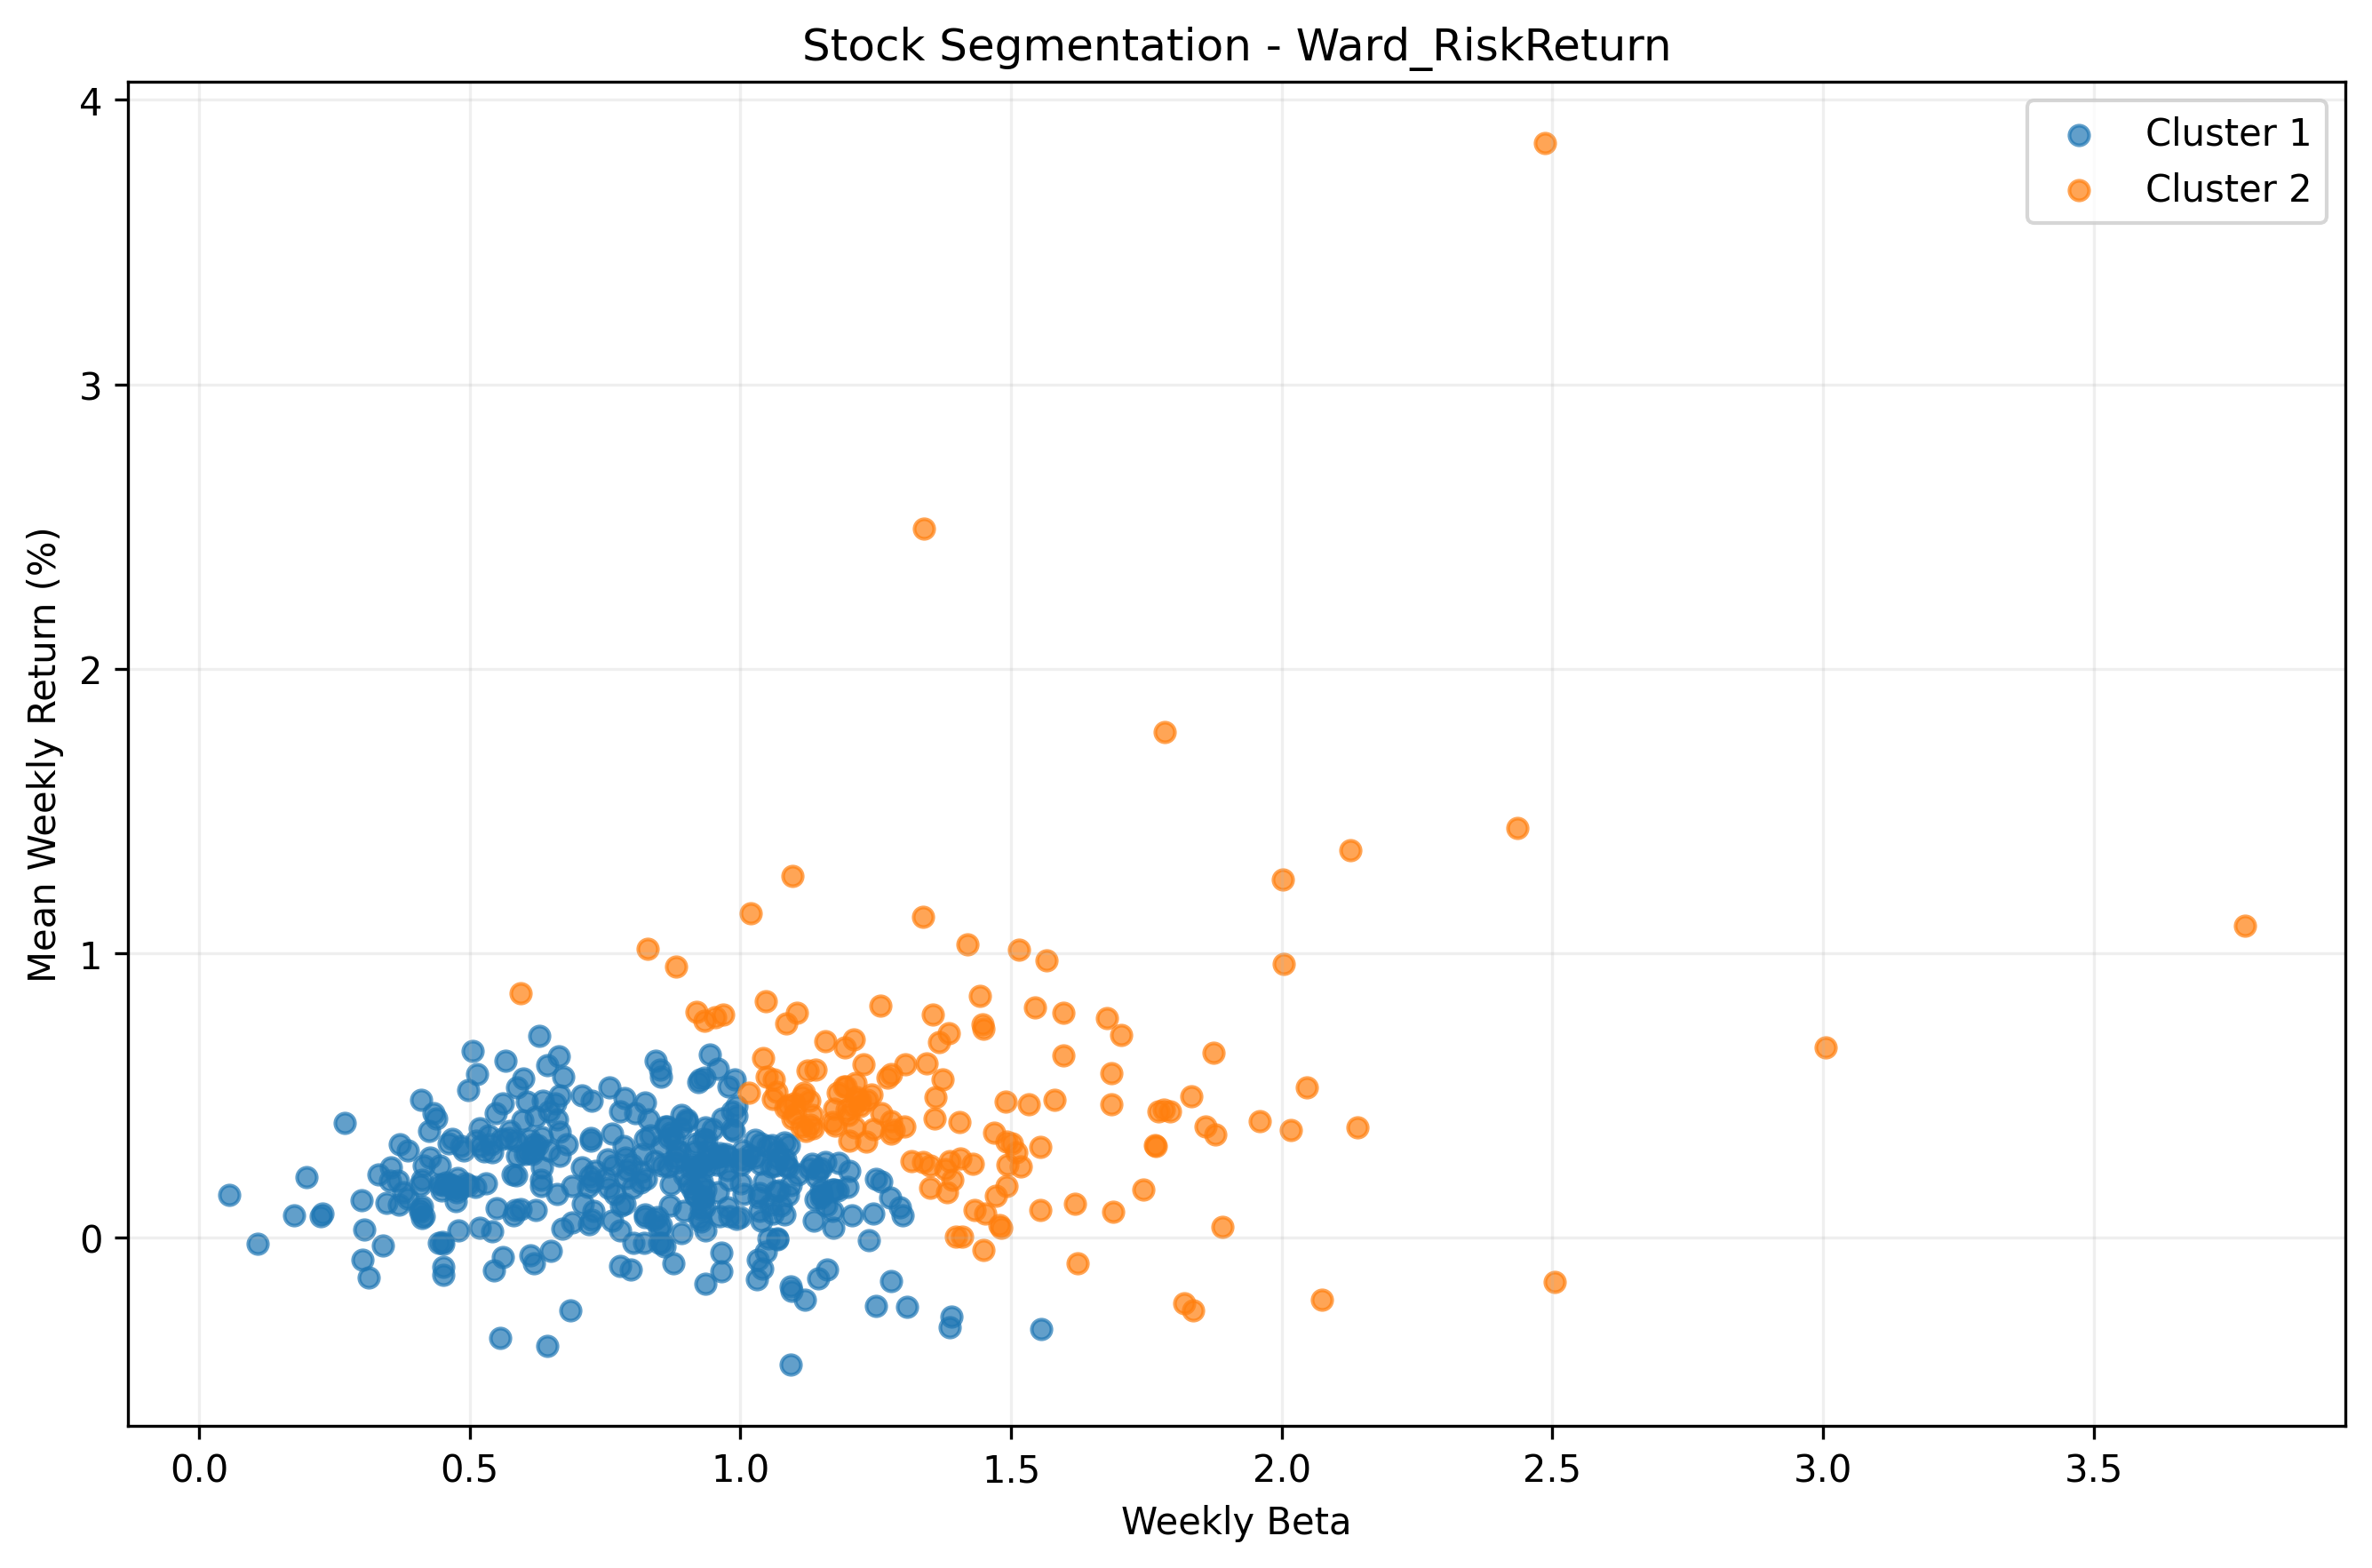 Stock Segmentation - Ward_RiskReturn
Cluster 1
Cluster 2
Mean Weekly Return (%)
4
3
2
1
0
0.0 0.5 1.0 1.5 2.0 2.5 3.0 3.5
Weekly Beta